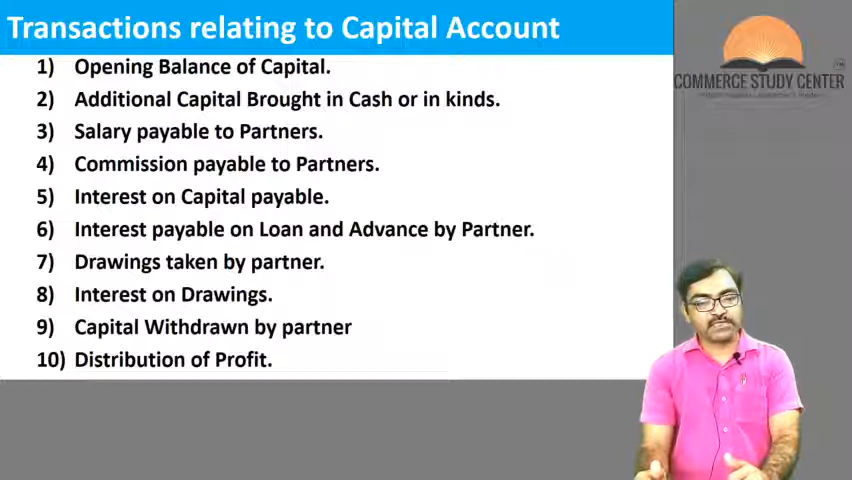 Transactions relating to Capital Account
1) Opening Balance of Capital.
2) Additional Capital Brought in Cash or in kinds.
3) Salary payable to Partners.
4) Commission payable to Partners.
5) Interest on Capital payable.
6) Interest payable on Loan and Advance by Partner.
7) Drawings taken by partner.
8) Interest on Drawings.
9) Capital Withdrawn by partner
10) Distribution of Profit.
TM
COMMERCE STUDY CENTER